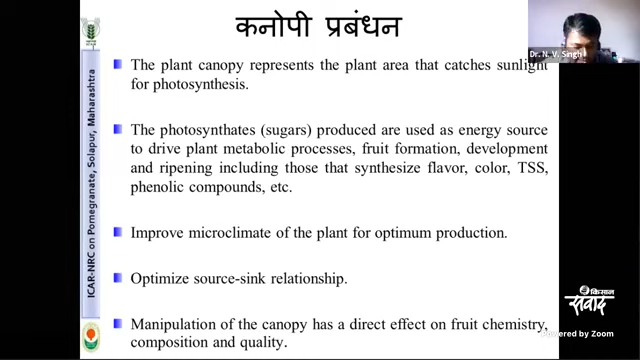 कनोपी प्रबंधन
Dr. N. V. Singh
The plant canopy represents the plant area that catches sunlight
for photosynthesis.
The photosynthates (sugars) produced are used as energy source
to drive plant metabolic processes, fruit formation, development
and ripening including those that synthesize flavor, color, TSS,
phenolic compounds, etc.
Improve microclimate of the plant for optimum production.
Optimize source-sink relationship.
Manipulation of the canopy has a direct effect on fruit chemistry,
composition and quality.
ICAR-NRC on Pomegranate, Solapur, Maharashtra
किसान
संवाद
Powered by Zoom